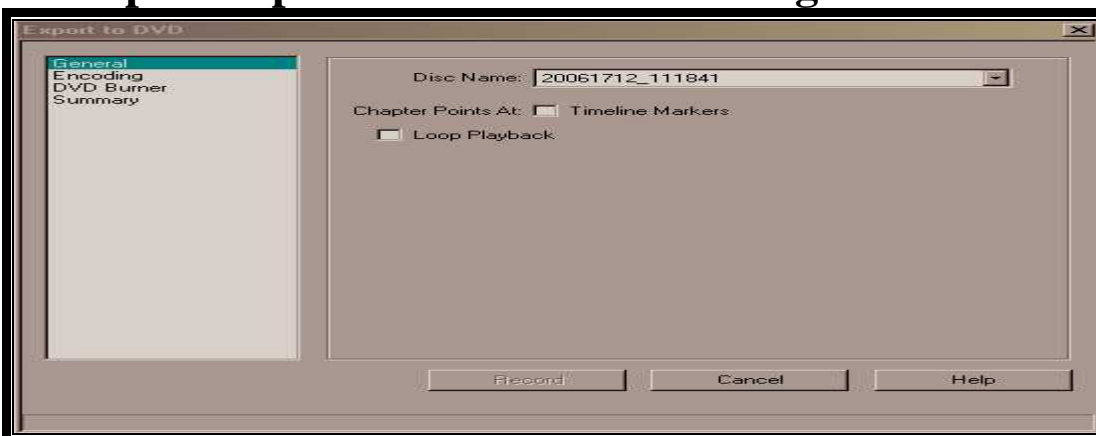 Export to DVD
General
Encoding
DVD Burner
Summary
Disc Name: 20061712_111841
Chapter Points At: Timeline Markers
Loop Playback
Record Cancel Help